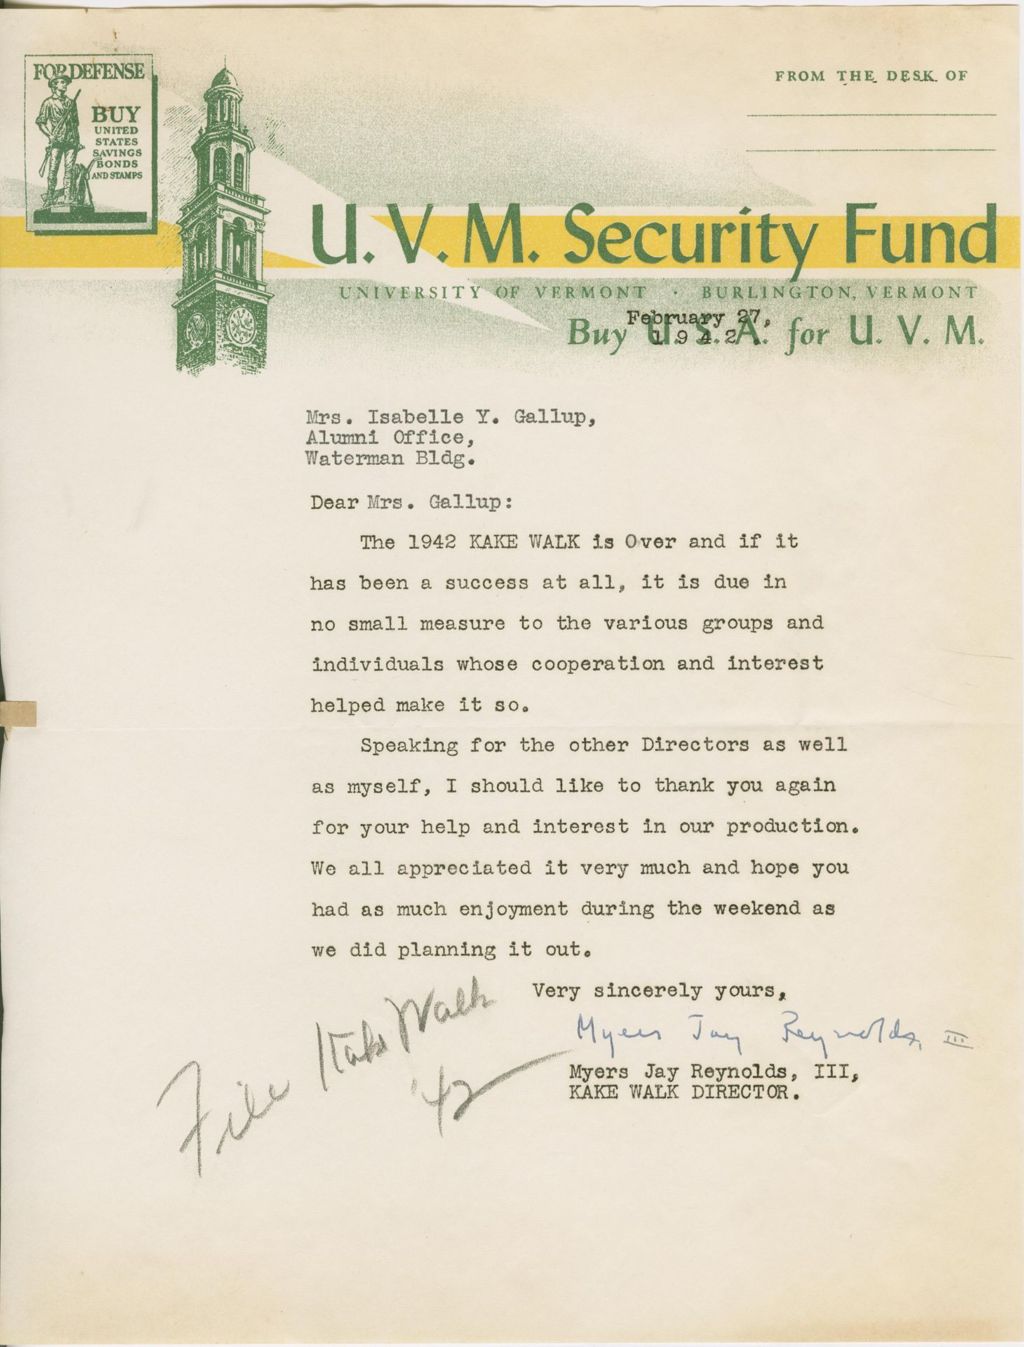 FOR DEFENSE
BUY
UNITED
STATES
SAVINGS
BONDS
AND STAMPS
FROM THE DESK OF
U. V. M. Security Fund
UNIVERSITY OF VERMONT · BURLINGTON, VERMONT
February 27,
1942.
Buy U. S. A. for U. V. M.
Mrs. Isabelle Y. Gallup,
Alumni Office,
Waterman Bldg.
Dear Mrs. Gallup:
The 1942 KAKE WALK is Over and if it
has been a success at all, it is due in
no small measure to the various groups and
individuals whose cooperation and interest
helped make it so.
Speaking for the other Directors as well
as myself, I should like to thank you again
for your help and interest in our production.
We all appreciated it very much and hope you
had as much enjoyment during the weekend as
we did planning it out.
Very sincerely yours,
Myers Jay Reynolds, III
Myers Jay Reynolds, III,
KAKE WALK DIRECTOR.
File Kake Walk
'42